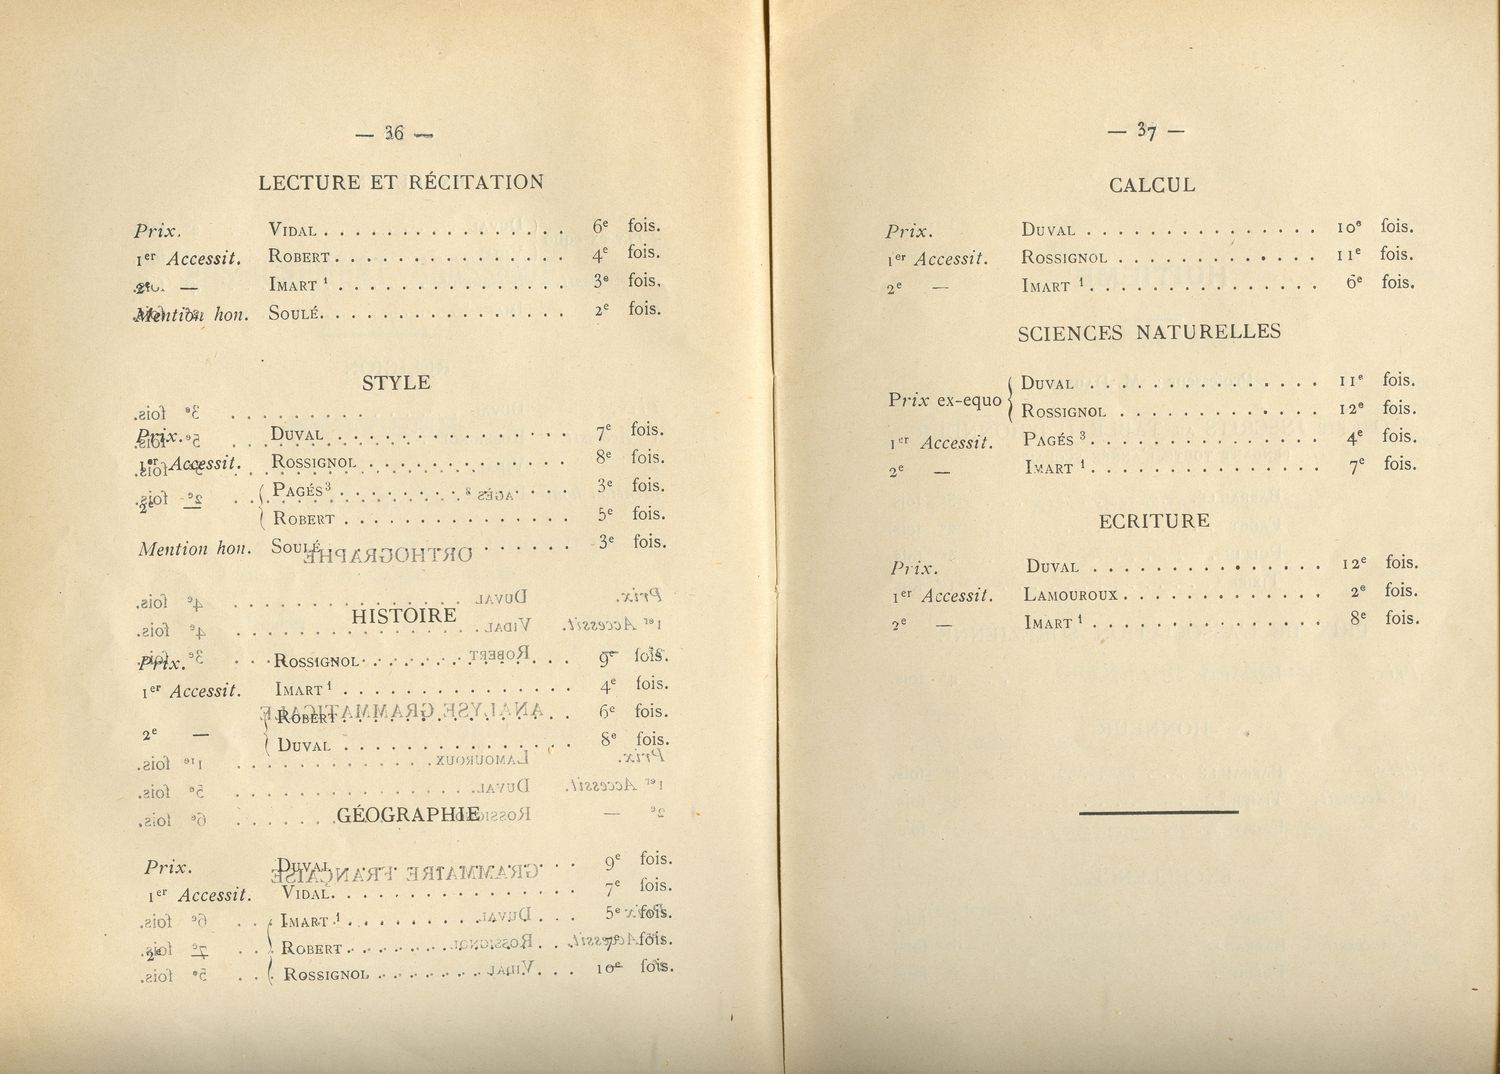 — 36 —
LECTURE ET RÉCITATION
Prix. VIDAL . . . . . . . . . . . . . . . . 6e fois.
1er Accessit. ROBERT . . . . . . . . . . . . . . . 4e fois.
2e — IMART 1 . . . . . . . . . . . . . . . 3e fois.
Mention hon. SOULÉ. . . . . . . . . . . . . . . . 2e fois.
STYLE
Prix. DUVAL . . . . . . . . . . . . . . . 7e fois.
1er Accessit. ROSSIGNOL . . . . . . . . . . . . . 8e fois.
2e — { PAGÉS 3 . . . . . . . . . . . . . . 3e fois.
{ ROBERT . . . . . . . . . . . . . . . 5e fois.
Mention hon. SOULÉ . . . . . . 3e fois.
HISTOIRE
Prix. ROSSIGNOL . . . . . . . . . . . . . 9e fois.
1er Accessit. IMART 1 . . . . . . . . . . . . . . . 4e fois.
2e — { ROBERT . . . . . . . . . . . . . . . 6e fois.
{ DUVAL . . . . . . . . . . . . . . . 8e fois.
GÉOGRAPHIE
Prix. DUVAL . . . . . . . . . . . . . . . 9e fois.
1er Accessit. VIDAL. . . . . . . . . . . . . . . . 7e fois.
2e { IMART 1 . . . . . . . . . . . . . . 5e fois.
{ ROBERT . . . . . . . . . . . . . . . 7e fois.
{ ROSSIGNOL . . . . . . . . . . . . . 10e fois.
— 37 —
CALCUL
Prix. DUVAL . . . . . . . . . . . . . . . 10e fois.
1er Accessit. ROSSIGNOL . . . . . . . . . . . . . 11e fois.
2e — IMART 1 . . . . . . . . . . . . . . . 6e fois.
SCIENCES NATURELLES
Prix ex-equo { DUVAL . . . . . . . . . . . . . . . 11e fois.
{ ROSSIGNOL . . . . . . . . . . . . . 12e fois.
1er Accessit. PAGÉS 3 . . . . . . . . . . . . . . . 4e fois.
2e — IMART 1 . . . . . . . . . . . . . . . 7e fois.
ECRITURE
Prix. DUVAL . . . . . . . . . . . . . . . 12e fois.
1er Accessit. LAMOUROUX . . . . . . . . . . . . . 2e fois.
2e — IMART 1 . . . . . . . . . . . . . . . 8e fois.